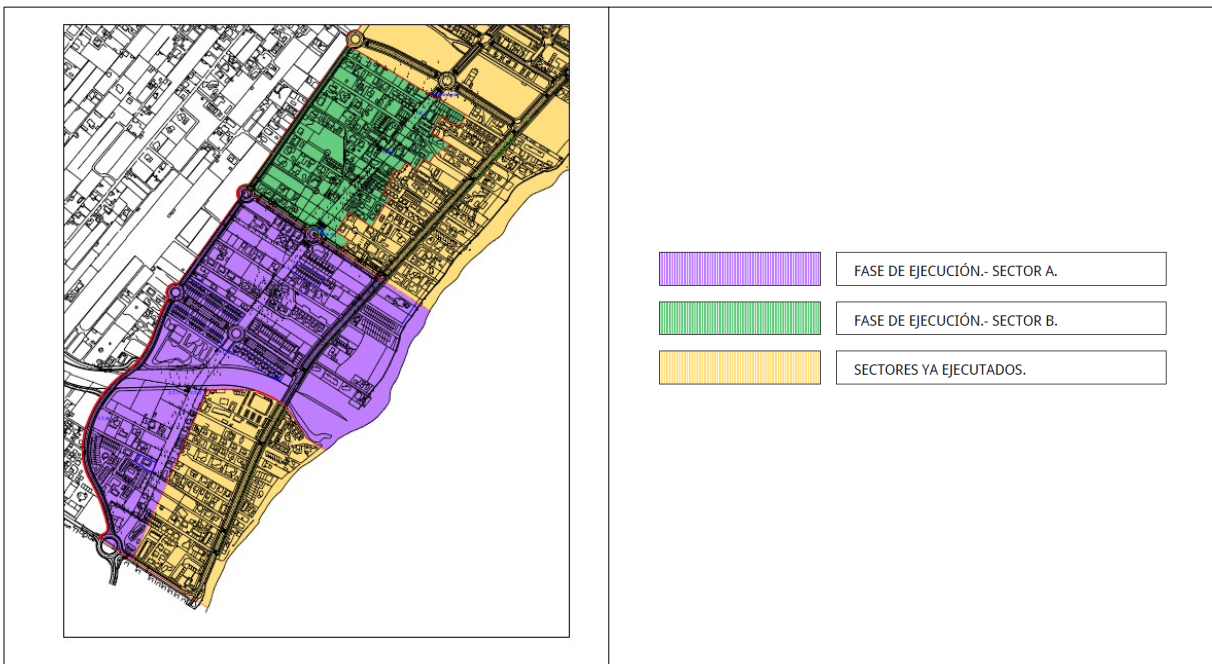 FASE DE EJECUCIÓN.- SECTOR A.
FASE DE EJECUCIÓN.- SECTOR B.
SECTORES YA EJECUTADOS.